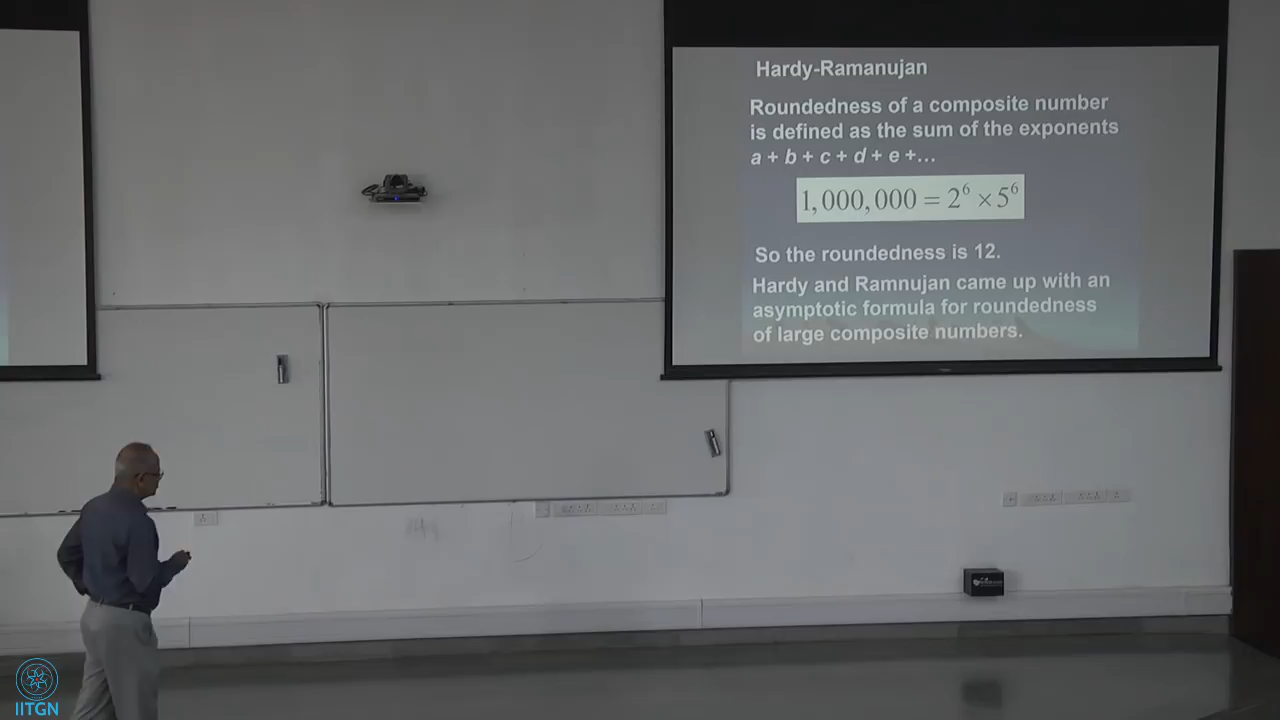 Hardy-Ramanujan
Roundedness of a composite number
is defined as the sum of the exponents
a + b + c + d + e +...
1,000,000 = 2⁶ × 5⁶
So the roundedness is 12.
Hardy and Ramnujan came up with an
asymptotic formula for roundedness
of large composite numbers.
IITGN